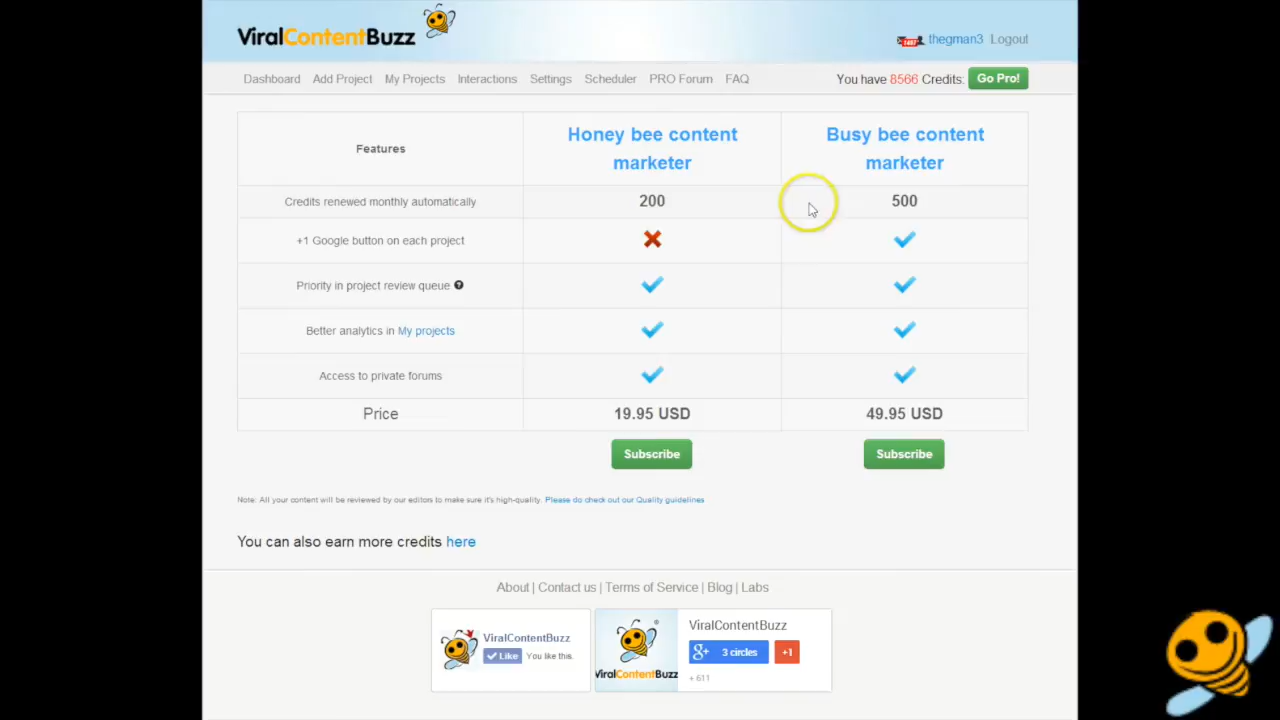 ViralContentBuzz
thegman3 Logout
Dashboard Add Project My Projects Interactions Settings Scheduler PRO Forum FAQ You have 8566 Credits: Go Pro!
Features
Honey bee content
marketer
Busy bee content
marketer
Credits renewed monthly automatically 200 500
+1 Google button on each project
Priority in project review queue ?
Better analytics in My projects
Access to private forums
Price 19.95 USD 49.95 USD
Subscribe Subscribe
Note: All your content will be reviewed by our editors to make sure it's high-quality. Please do check out our Quality guidelines
You can also earn more credits here
About | Contact us | Terms of Service | Blog | Labs
ViralContentBuzz
Like You like this.
ViralContentBuzz
ViralContentBuzz
g+ 3 circles +1
+ 611